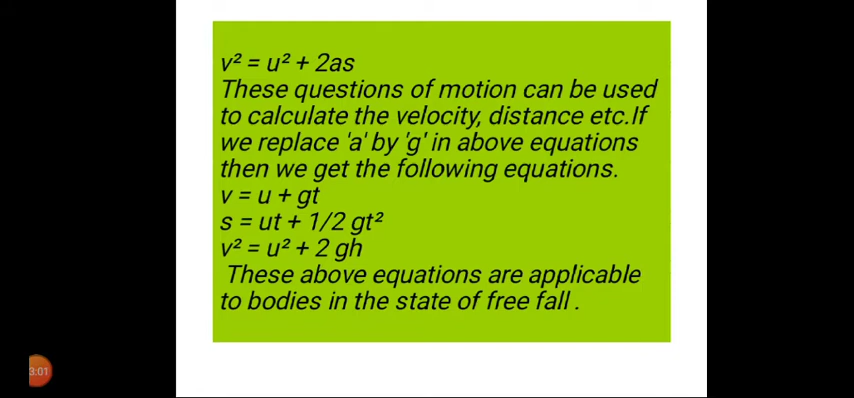 v² = u² + 2as
These questions of motion can be used
to calculate the velocity, distance etc.If
we replace 'a' by 'g' in above equations
then we get the following equations.
v = u + gt
s = ut + 1/2 gt²
v² = u² + 2 gh
These above equations are applicable
to bodies in the state of free fall .
3:01